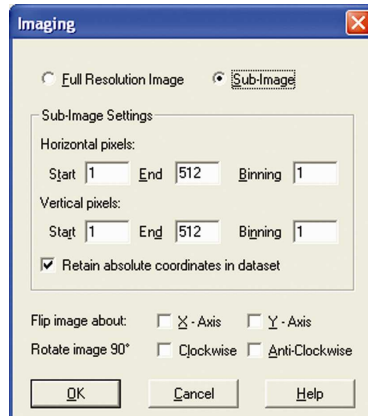 Imaging
Full Resolution Image Sub-Image
Sub-Image Settings
Horizontal pixels:
Start 1 End 512 Binning 1
Vertical pixels:
Start 1 End 512 Binning 1
Retain absolute coordinates in dataset
Flip image about: X - Axis Y - Axis
Rotate image 90° Clockwise Anti-Clockwise
OK Cancel Help